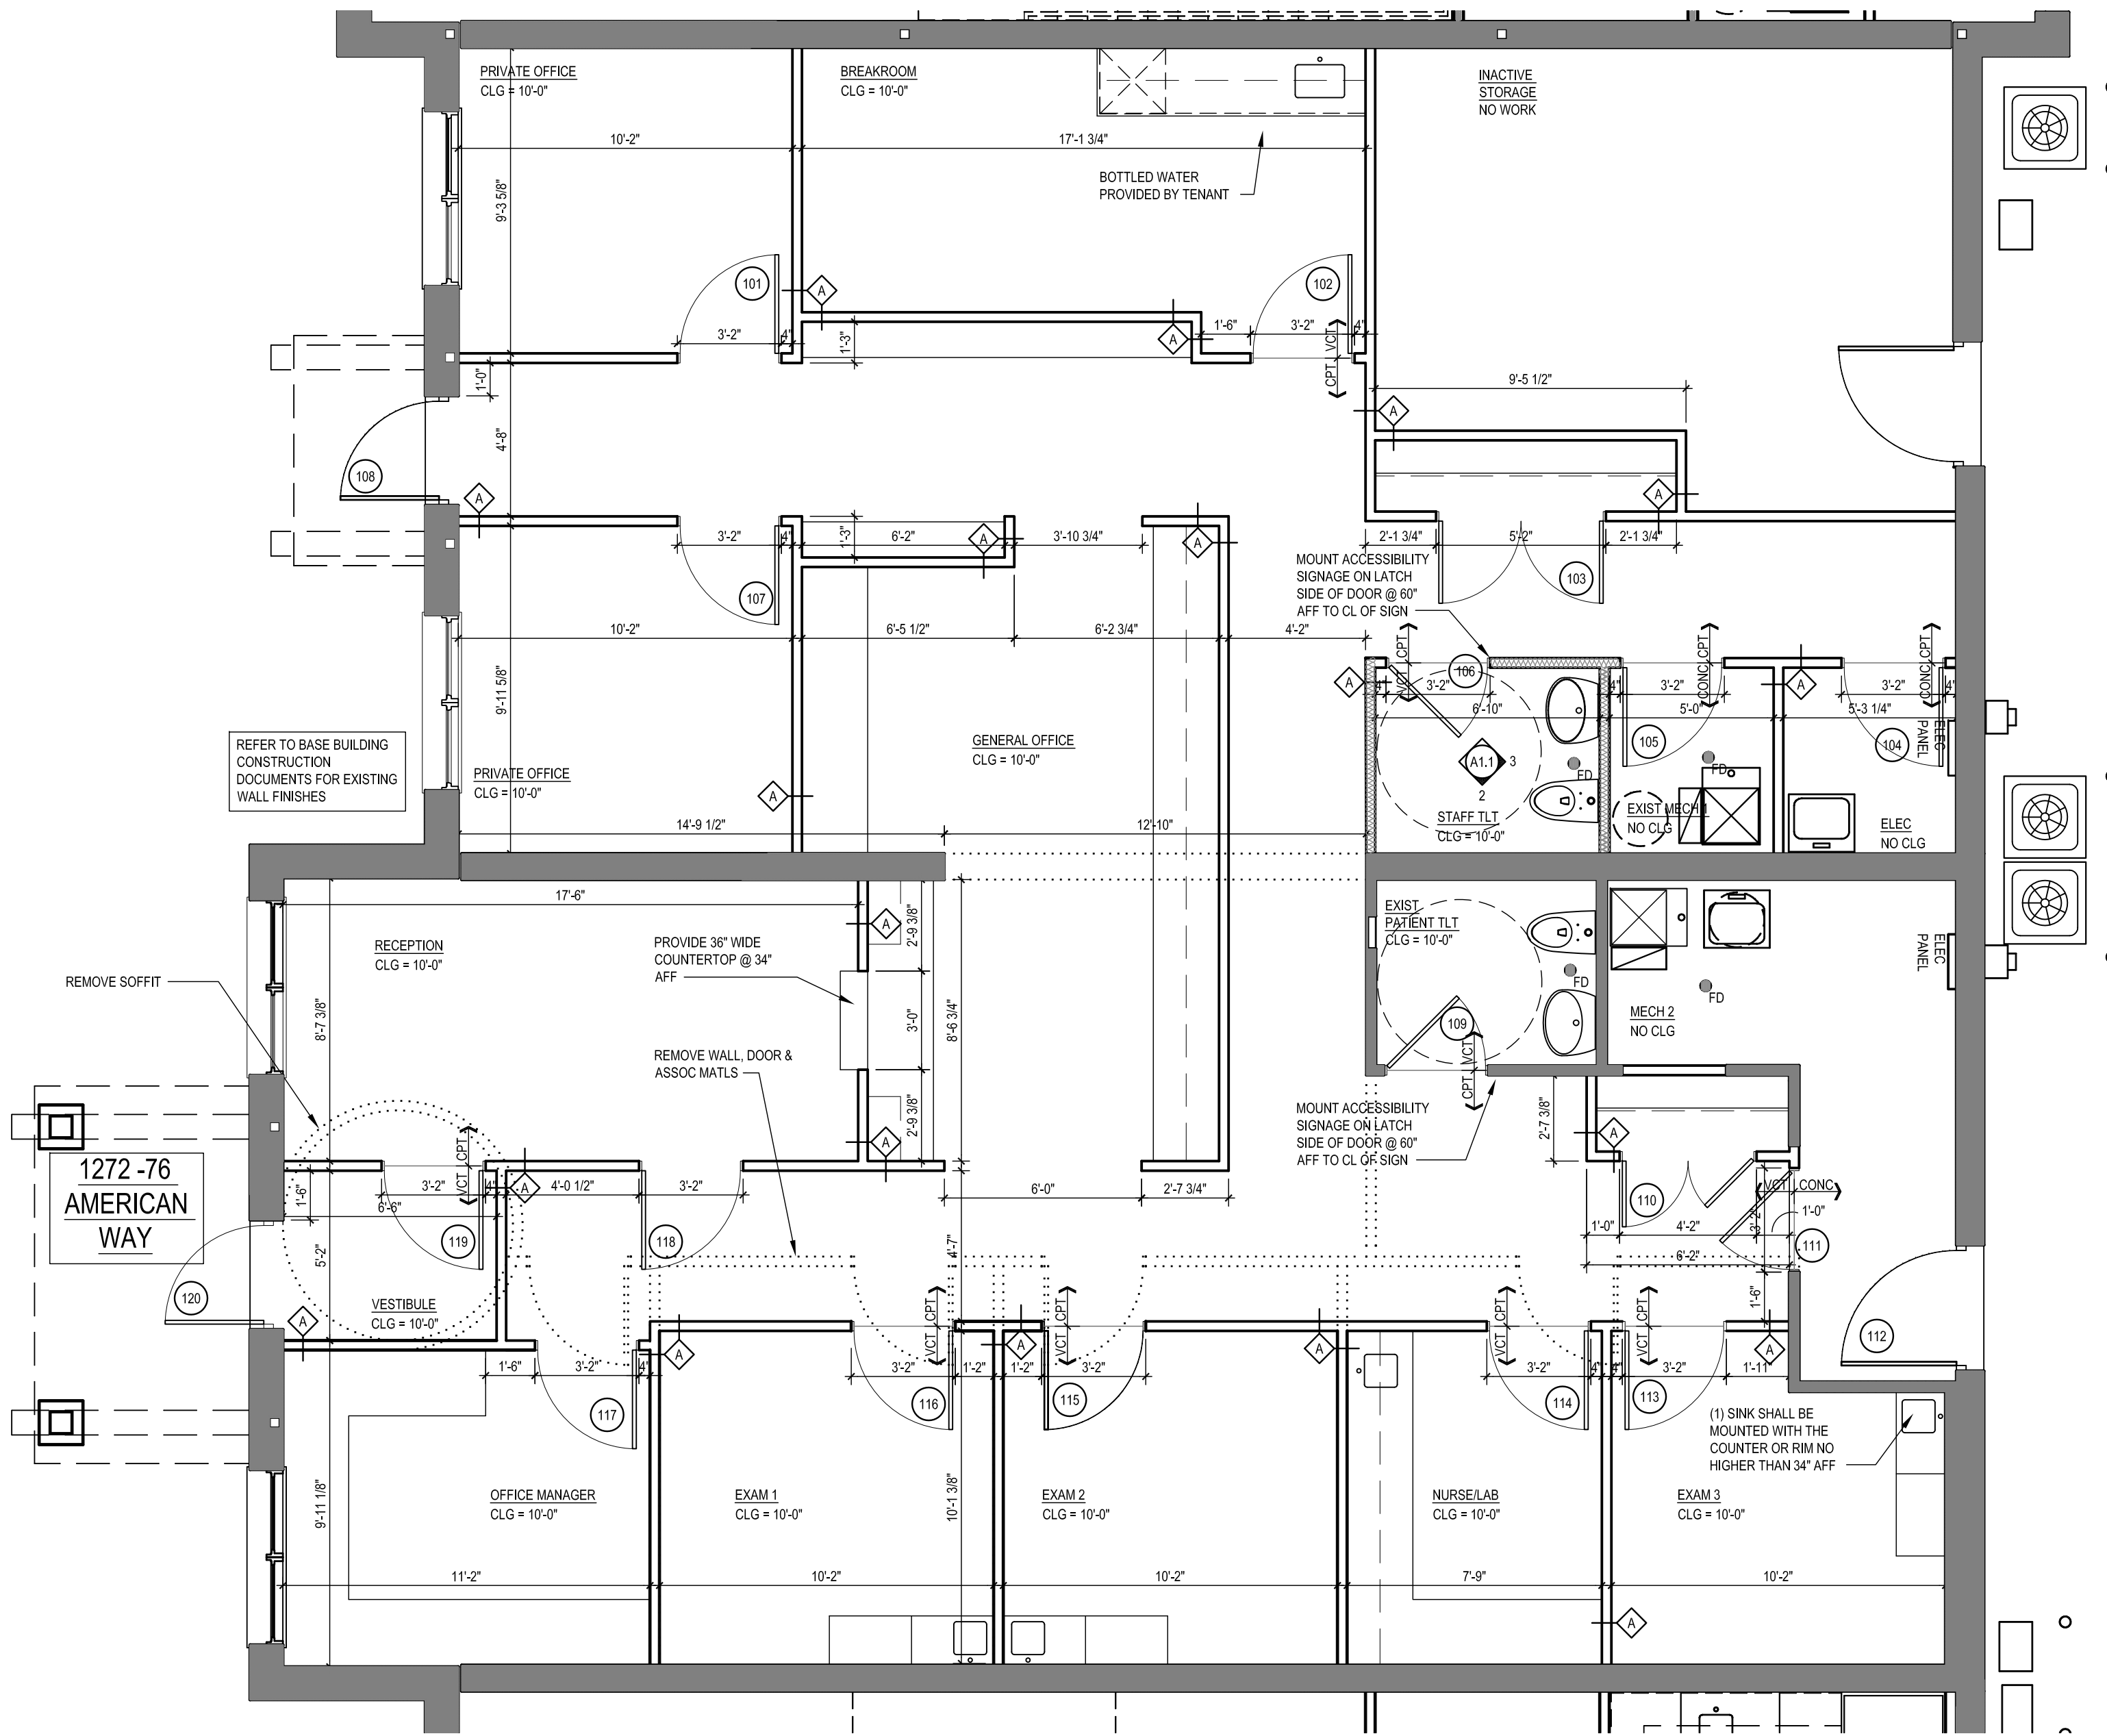 PRIVATE OFFICE
CLG = 10'-0"
BREAKROOM
CLG = 10'-0"
INACTIVE
STORAGE
NO WORK
10'-2"
17'-1 3/4"
BOTTLED WATER
PROVIDED BY TENANT
9'-3 5/8"
101
A
102
3'-2"
4"
1'-3"
A
1'-6"
3'-2"
4"
CPT
VCT
1'-0"
9'-5 1/2"
A
4'-8"
108
A
A
3'-2"
4"
1'-3"
6'-2"
A
3'-10 3/4"
A
2'-1 3/4"
5'-2"
2'-1 3/4"
MOUNT ACCESSIBILITY
SIGNAGE ON LATCH
SIDE OF DOOR @ 60"
AFF TO CL OF SIGN
103
107
10'-2"
6'-5 1/2"
6'-2 3/4"
4'-2"
VCT
CPT
CONC
CPT
CONC
CPT
106
A
4"
3'-2"
4"
3'-2"
A
3'-2"
4"
6'-10"
5'-0"
5'-3 1/4"
9'-11 5/8"
REFER TO BASE BUILDING
CONSTRUCTION
DOCUMENTS FOR EXISTING
WALL FINISHES
GENERAL OFFICE
CLG = 10'-0"
105
104
ELEC
PANEL
A1.1
3
2
FD
FD
PRIVATE OFFICE
CLG = 10'-0"
A
STAFF TLT
CLG = 10'-0"
EXIST MECH 1
NO CLG
ELEC
NO CLG
14'-9 1/2"
12'-10"
17'-6"
A
2'-9 3/8"
EXIST
PATIENT TLT
CLG = 10'-0"
RECEPTION
CLG = 10'-0"
PROVIDE 36" WIDE
COUNTERTOP @ 34"
AFF
ELEC
PANEL
REMOVE SOFFIT
FD
FD
8'-7 3/8"
3'-0"
8'-6 3/4"
109
MECH 2
NO CLG
REMOVE WALL, DOOR &
ASSOC MATLS
CPT
VCT
2'-9 3/8"
A
MOUNT ACCESSIBILITY
SIGNAGE ON LATCH
SIDE OF DOOR @ 60"
AFF TO CL OF SIGN
2'-7 3/8"
A
A
1272 -76
AMERICAN
WAY
1'-6"
VCT
CPT
3'-2"
4"
A
4'-0 1/2"
3'-2"
6'-6"
6'-0"
2'-7 3/4"
VCT
CONC
110
1'-0"
1'-0"
4'-2"
3'-2"
111
6'-2"
119
118
5'-2"
4'-7"
120
VESTIBULE
CLG = 10'-0"
A
VCT
CPT
VCT
CPT
VCT
CPT
VCT
CPT
1'-6"
112
A
A
A
A
1'-6"
3'-2"
4"
3'-2"
1'-2"
1'-2"
3'-2"
3'-2"
4"
4"
3'-2"
1'-11"
117
116
115
114
113
(1) SINK SHALL BE
MOUNTED WITH THE
COUNTER OR RIM NO
HIGHER THAN 34" AFF
9'-11 1/8"
OFFICE MANAGER
CLG = 10'-0"
EXAM 1
CLG = 10'-0"
10'-1 3/8"
EXAM 2
CLG = 10'-0"
NURSE/LAB
CLG = 10'-0"
EXAM 3
CLG = 10'-0"
11'-2"
10'-2"
10'-2"
7'-9"
10'-2"
A